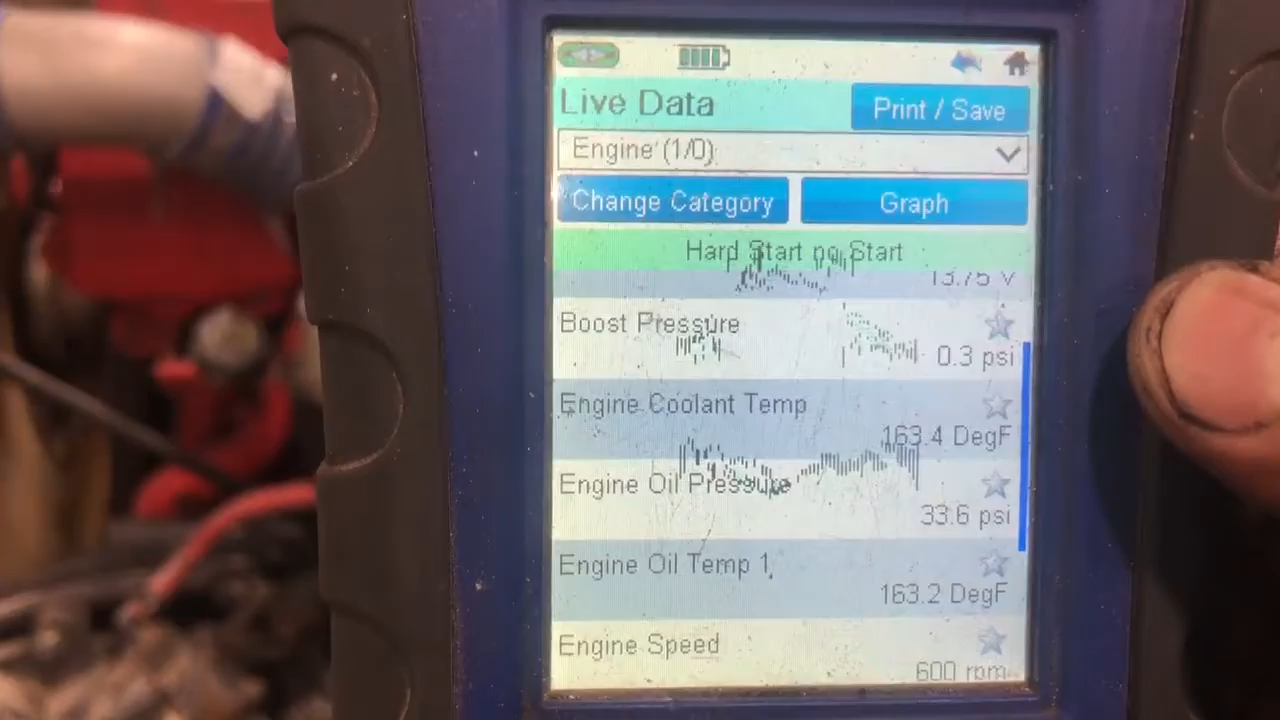 Live Data
Print / Save
Engine (1/0)
Change Category
Graph
Hard Start no Start
13.75 V
Boost Pressure
0.3 psi
Engine Coolant Temp
163.4 DegF
Engine Oil Pressure
33.6 psi
Engine Oil Temp 1
163.2 DegF
Engine Speed
600 rpm